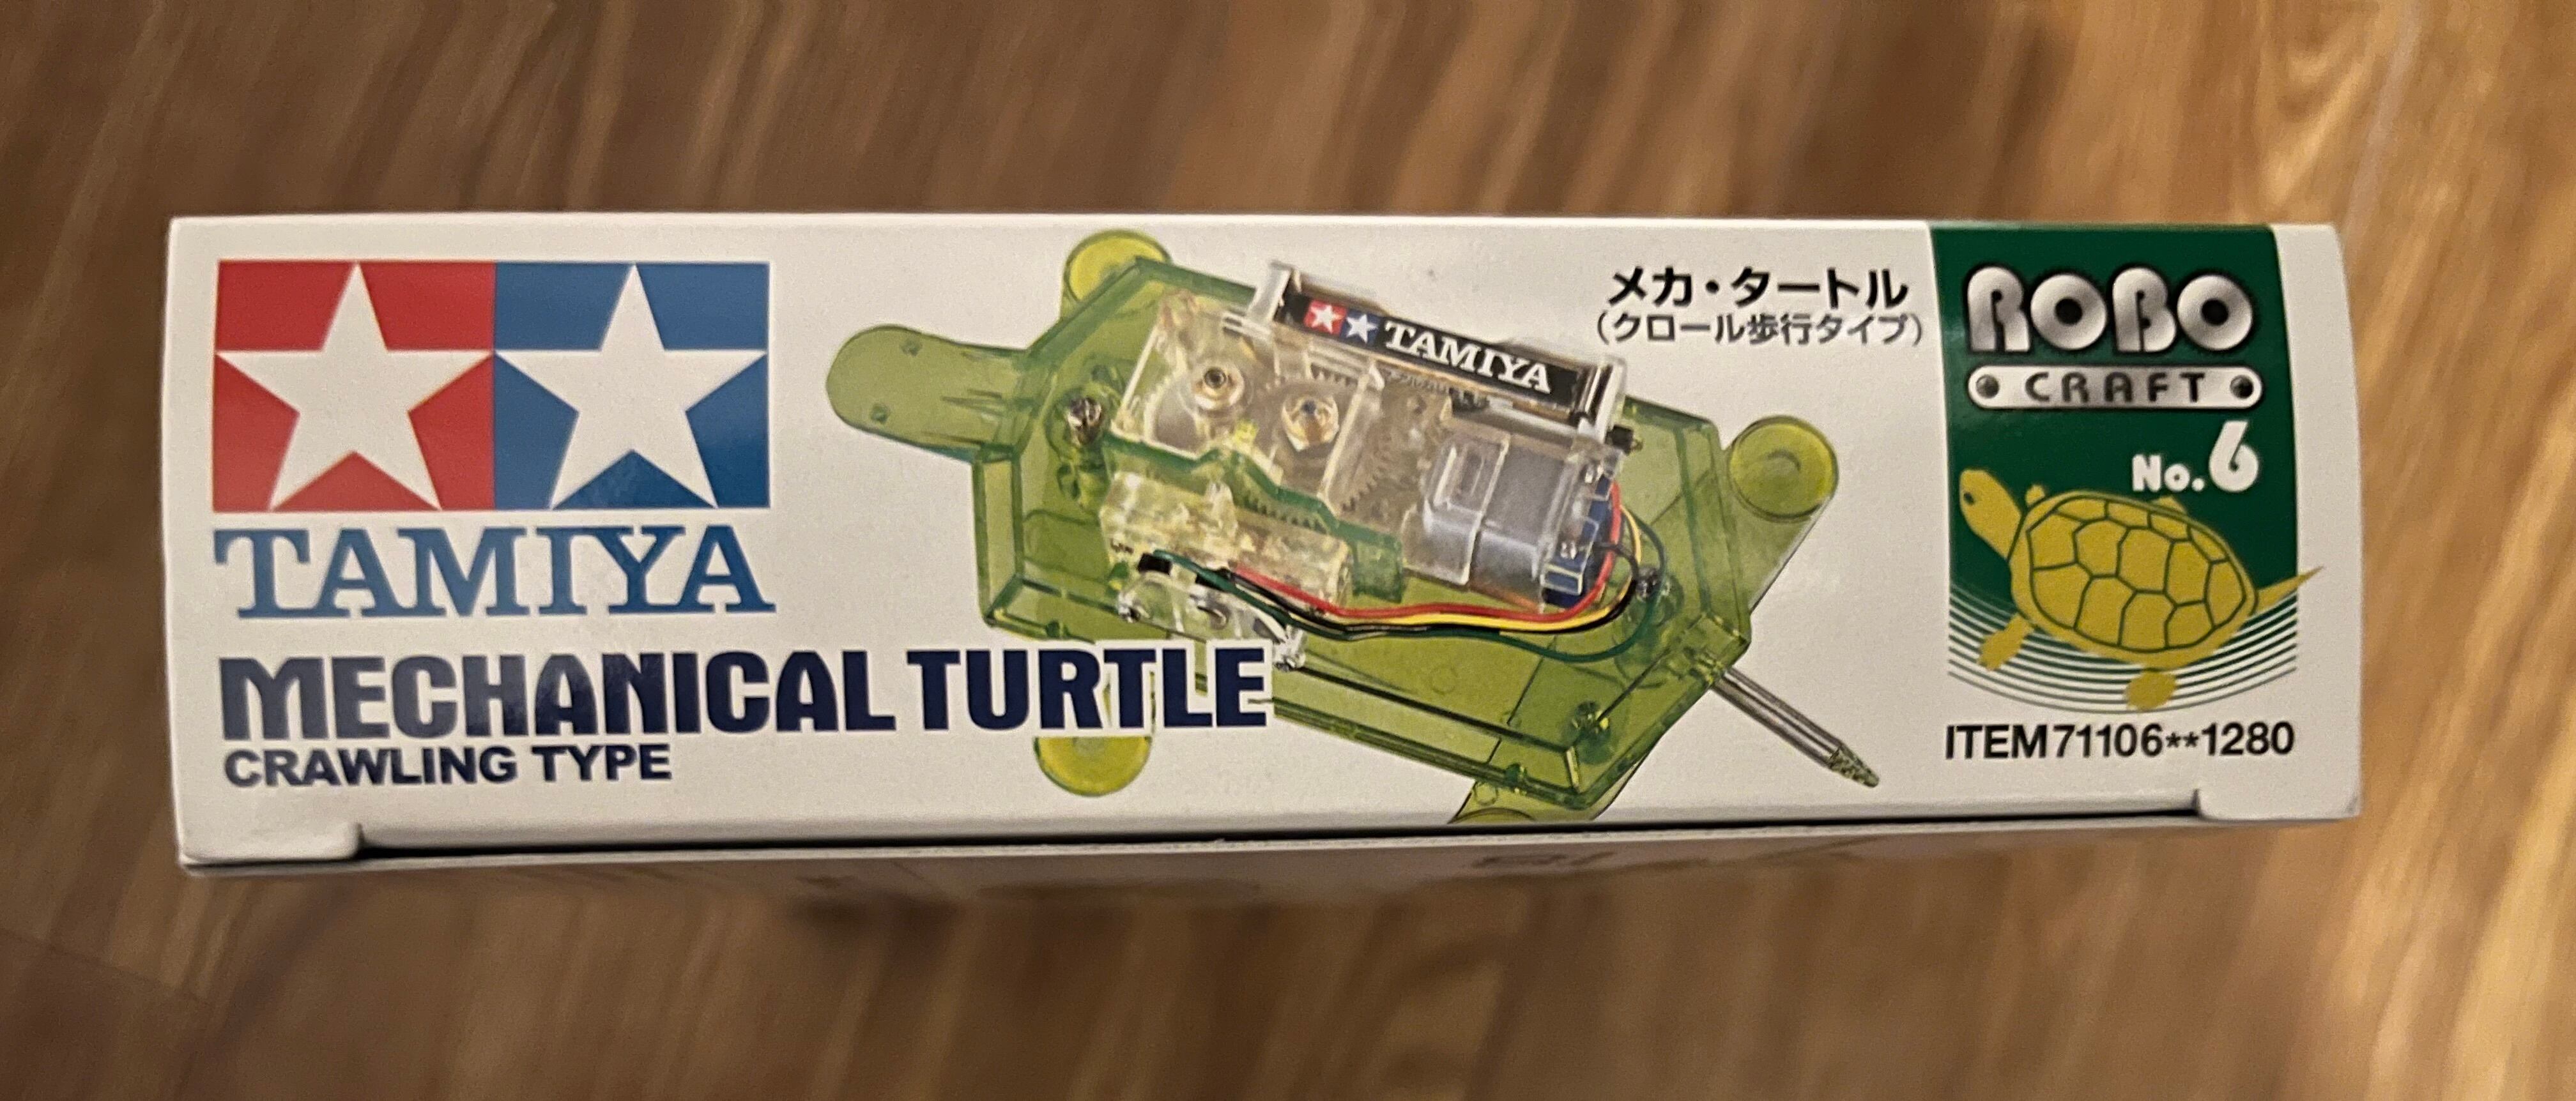 TAMIYA
MECHANICAL TURTLE
CRAWLING TYPE
TAMIYA
メカ・タートル
（クロール歩行タイプ）
ROBO
CRAFT
No.6
ITEM71106**1280